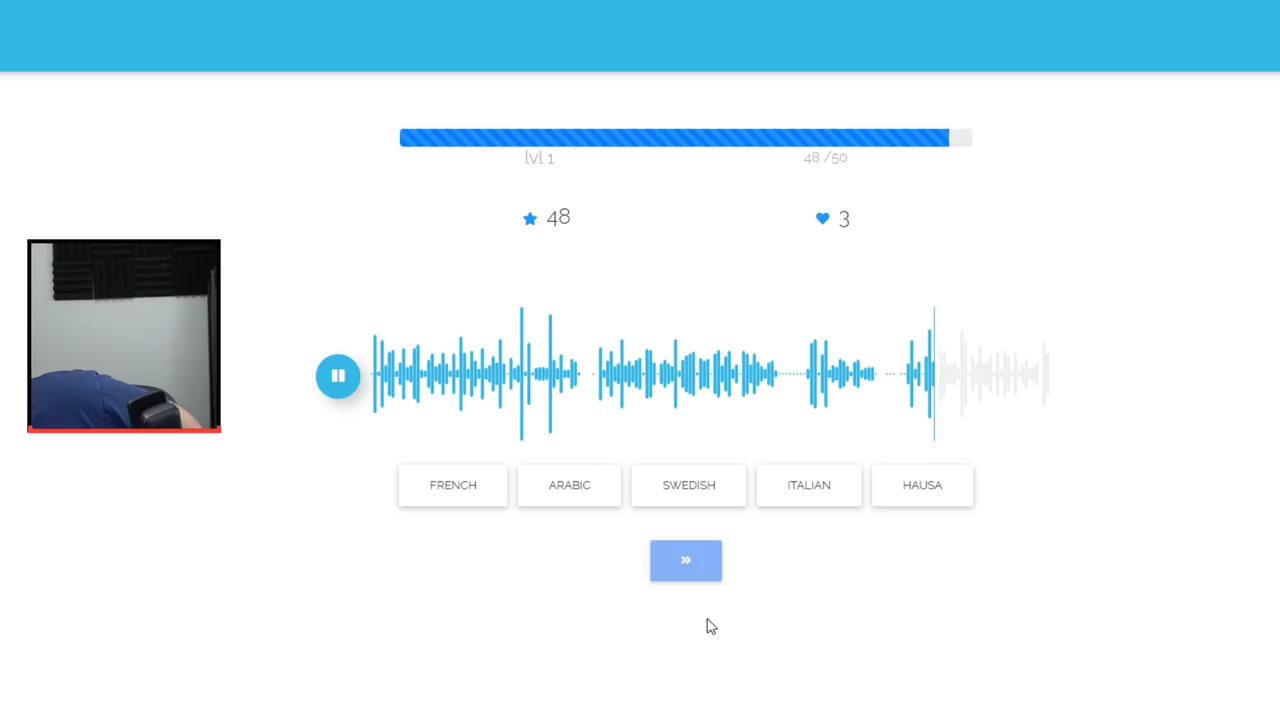 lvl 1
48 /50
48
3
FRENCH
ARABIC
SWEDISH
ITALIAN
HAUSA
»